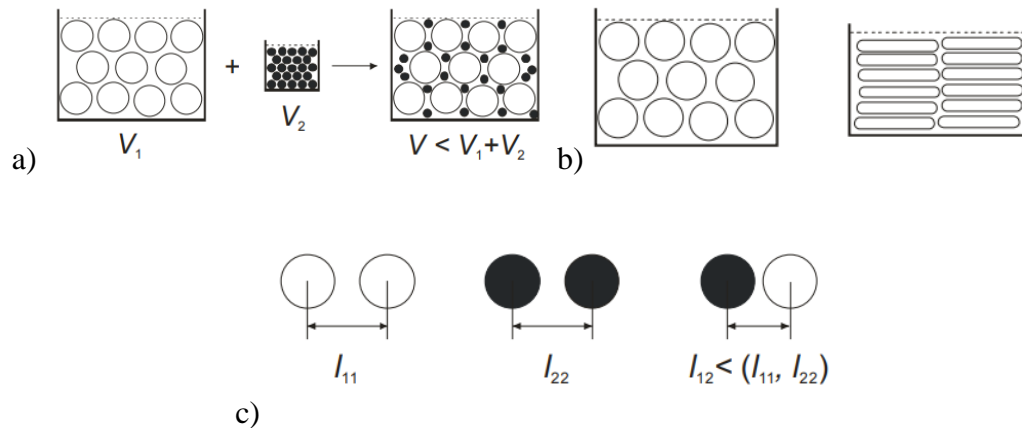 +
V₁
V₂
V < V₁+V₂
a)
b)
l₁₁
l₂₂
l₁₂< (l₁₁, l₂₂)
c)